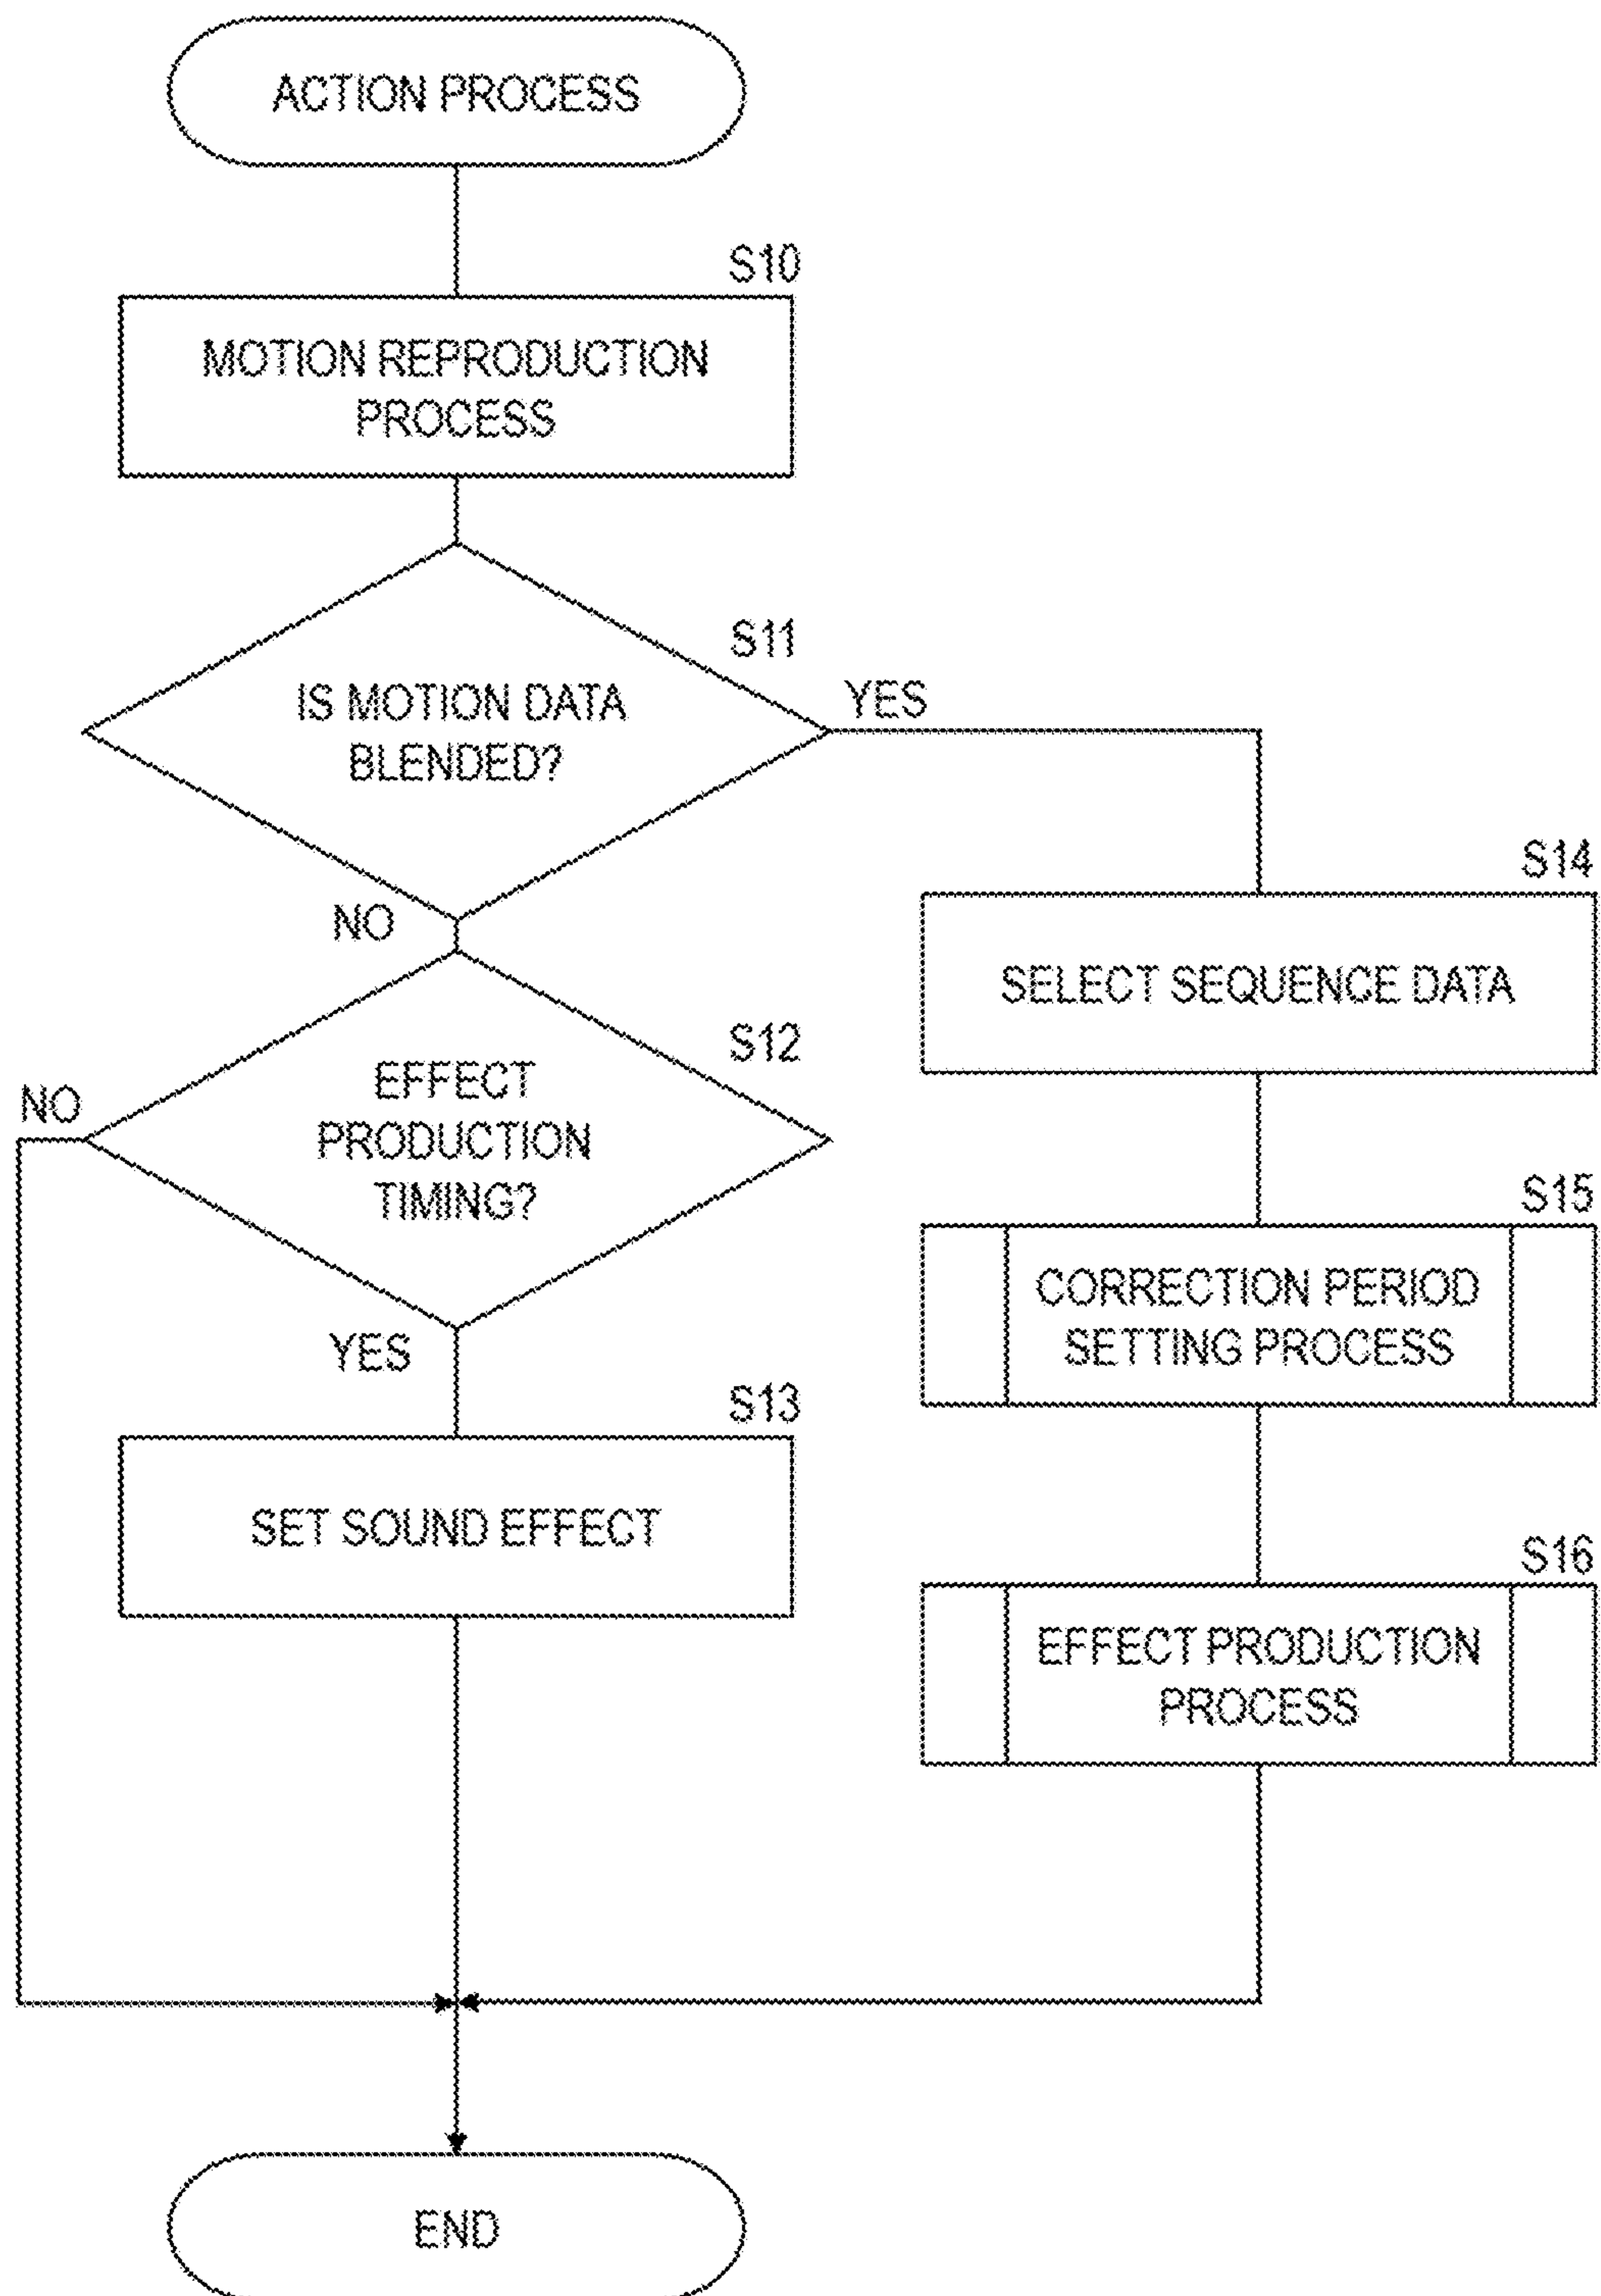 ACTION PROCESS
S10
MOTION REPRODUCTION
PROCESS
S11
IS MOTION DATA
BLENDED?
YES
NO
S12
EFFECT
PRODUCTION
TIMING?
NO
YES
S13
SET SOUND EFFECT
S14
SELECT SEQUENCE DATA
S15
CORRECTION PERIOD
SETTING PROCESS
S16
EFFECT PRODUCTION
PROCESS
END